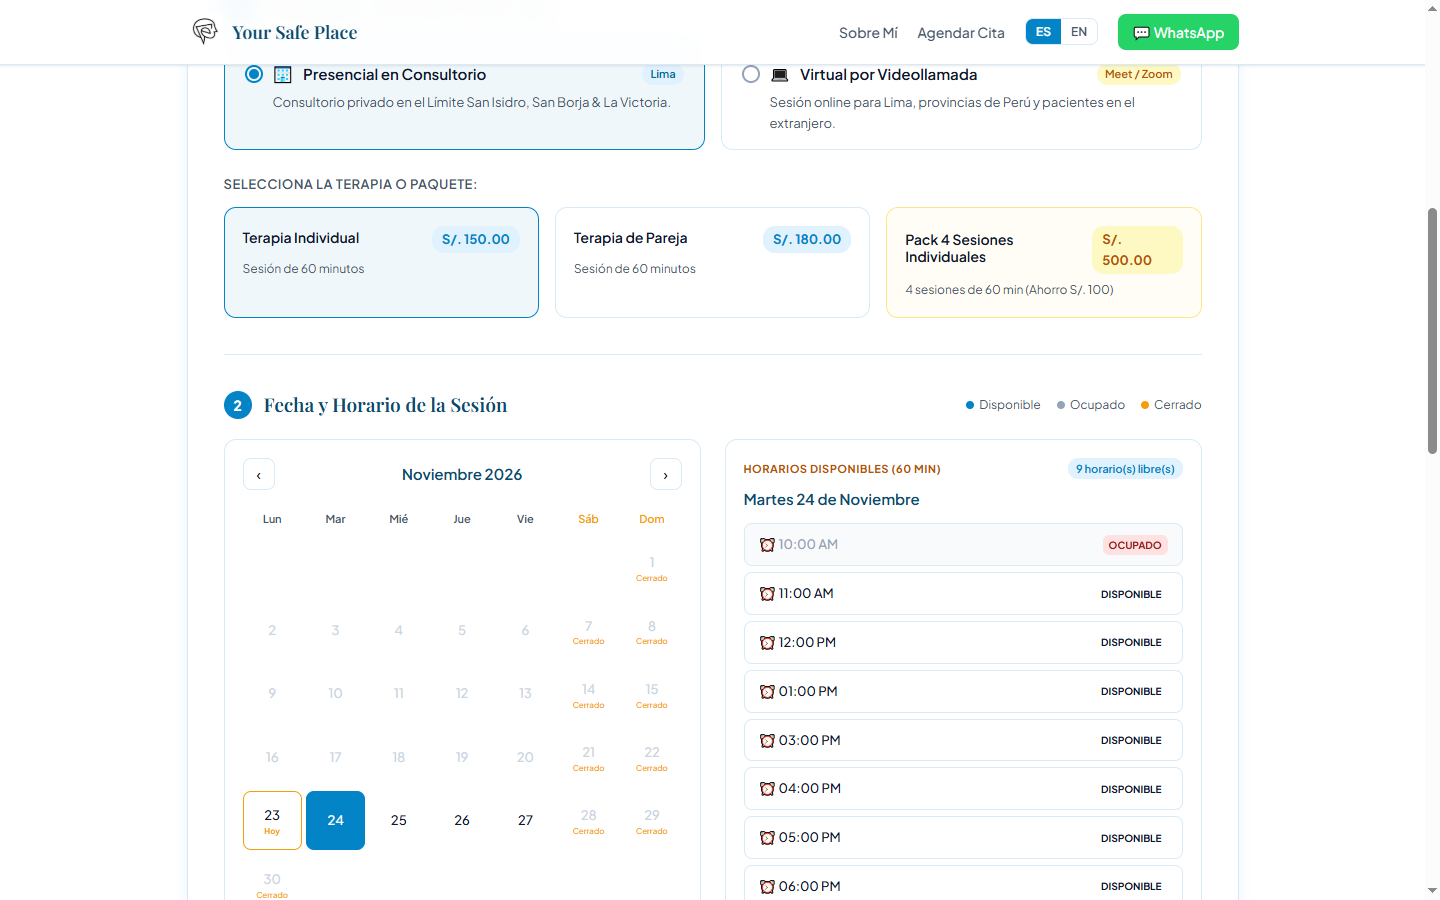 Your Safe Place
Sobre Mí
Agendar Cita
ES
EN
WhatsApp
Presencial en Consultorio
Lima
Consultorio privado en el Límite San Isidro, San Borja & La Victoria.
Virtual por Videollamada
Meet / Zoom
Sesión online para Lima, provincias de Perú y pacientes en el
extranjero.
SELECCIONA LA TERAPIA O PAQUETE:
Terapia Individual
S/. 150.00
Sesión de 60 minutos
Terapia de Pareja
S/. 180.00
Sesión de 60 minutos
Pack 4 Sesiones
Individuales
S/.
500.00
4 sesiones de 60 min (Ahorro S/. 100)
2
Fecha y Horario de la Sesión
Disponible
Ocupado
Cerrado
‹
Noviembre 2026
›
Lun Mar Mié Jue Vie Sáb Dom
1
Cerrado
2 3 4 5 6 7 8
Cerrado Cerrado
9 10 11 12 13 14 15
Cerrado Cerrado
16 17 18 19 20 21 22
Cerrado Cerrado
23 24 25 26 27 28 29
Hoy Cerrado Cerrado
30
Cerrado
HORARIOS DISPONIBLES (60 MIN)
9 horario(s) libre(s)
Martes 24 de Noviembre
10:00 AM OCUPADO
11:00 AM DISPONIBLE
12:00 PM DISPONIBLE
01:00 PM DISPONIBLE
03:00 PM DISPONIBLE
04:00 PM DISPONIBLE
05:00 PM DISPONIBLE
06:00 PM DISPONIBLE